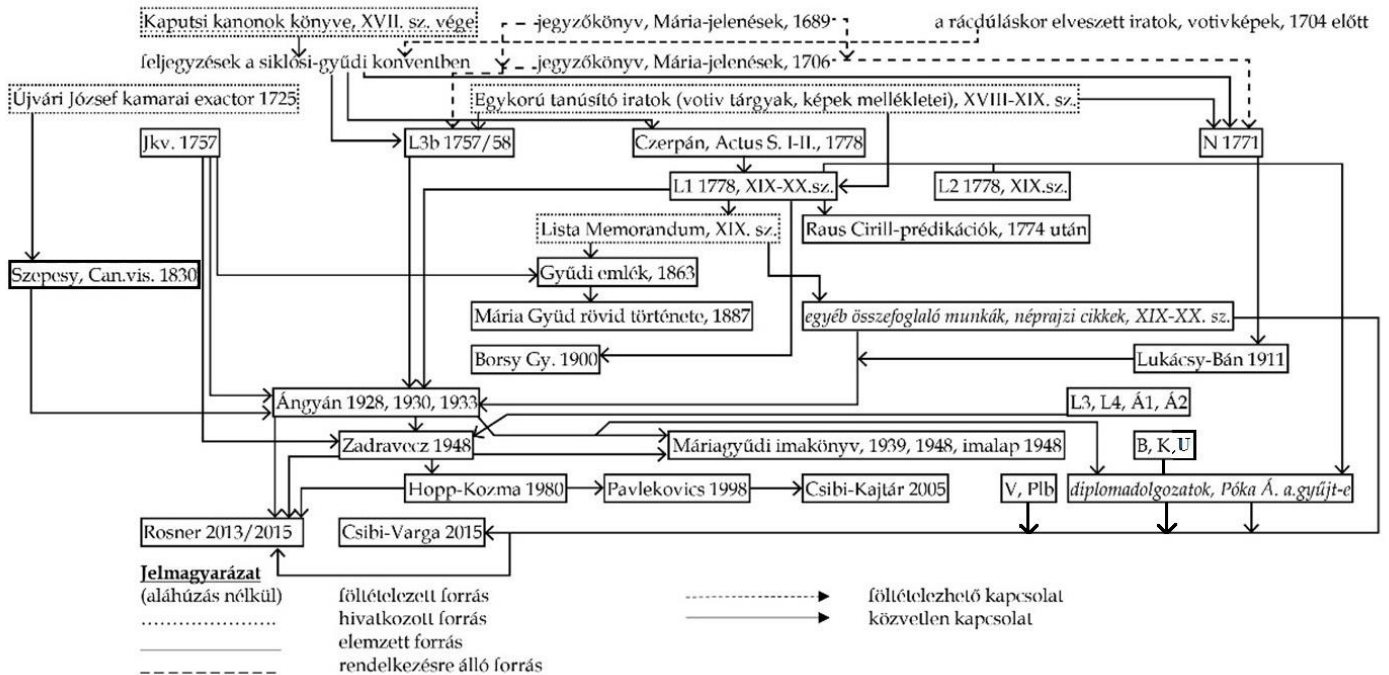 Kaputsi kanonok könyve, XVII. sz. vége
jegyzőkönyv, Mária-jelenések, 1689
a rácdúláskor elveszett iratok, votivképek, 1704 előtt
feljegyzések a siklósi-gyűdi konventben
jegyzőkönyv, Mária-jelenések, 1706
Újvári József kamarai exactor 1725
Egykorú tanúsító iratok (votiv tárgyak, képek mellékletei), XVIII-XIX. sz.
Jkv. 1757
L3b 1757/58
Czerpán, Actus S. I-II., 1778
N 1771
L1 1778, XIX-XX.sz.
L2 1778, XIX.sz.
Lista Memorandum, XIX. sz.
Raus Cirill-prédikációk, 1774 után
Szepesy, Can.vis. 1830
Gyűdi emlék, 1863
Mária Gyüd rövid története, 1887
egyéb összefoglaló munkák, néprajzi cikkek, XIX-XX. sz.
Borsy Gy. 1900
Lukácsy-Bán 1911
Ángyán 1928, 1930, 1933
L3, L4, Á1, Á2
Zadravecz 1948
Máriagyűdi imakönyv, 1939, 1948, imalap 1948
B, K,U
Hopp-Kozma 1980
Pavlekovics 1998
Csibi-Kajtár 2005
V, Plb
diplomadolgozatok, Póka Á. a.gyűjt-e
Rosner 2013/2015
Csibi-Varga 2015
Jelmagyarázat
(aláhúzás nélkül) föltételezett forrás
föltételezhető kapcsolat
hivatkozott forrás
közvetlen kapcsolat
elemzett forrás
rendelkezésre álló forrás